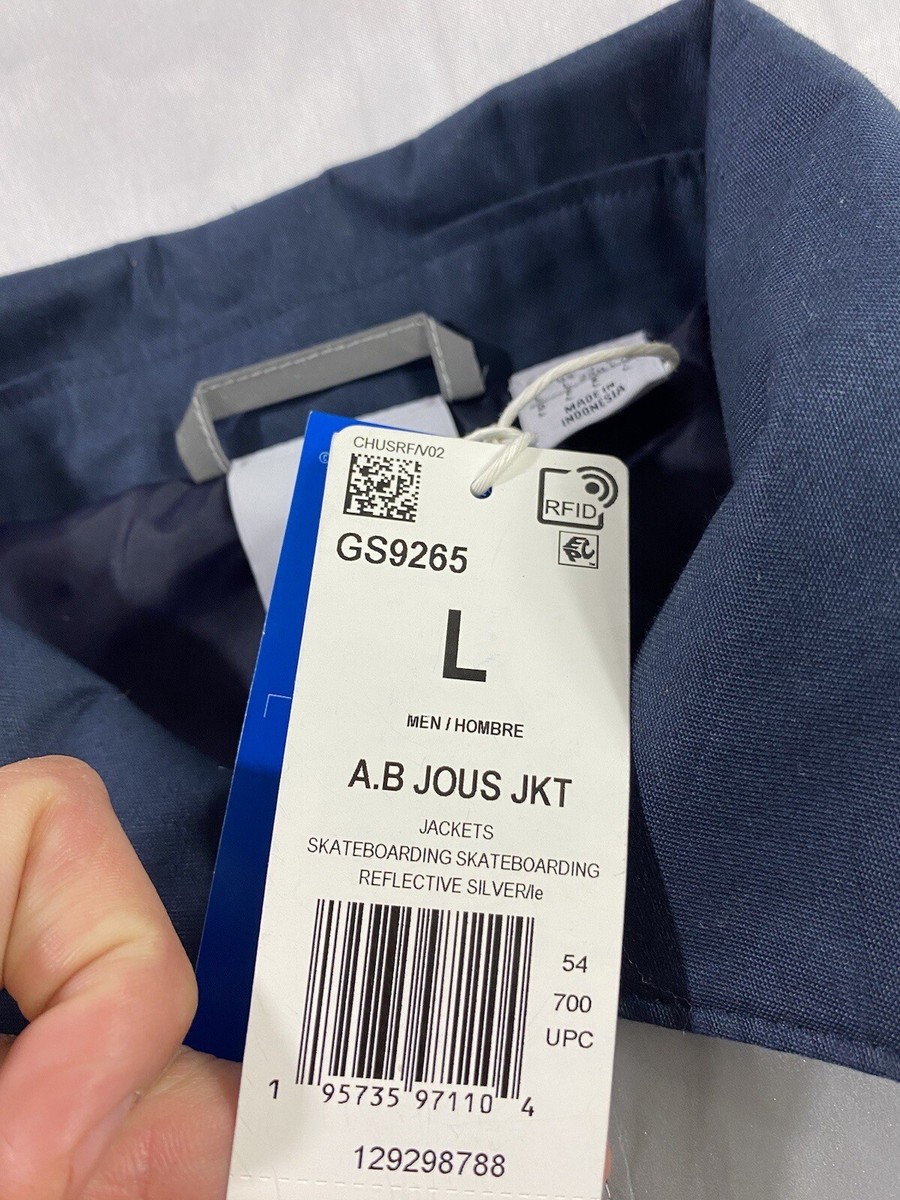 MADE IN
INDONESIA
CHUSRF/V02
RFID
GS9265
L
MEN / HOMBRE
A.B JOUS JKT
JACKETS
SKATEBOARDING SKATEBOARDING
REFLECTIVE SILVER/le
54
700
UPC
1 95735 97110 4
129298788